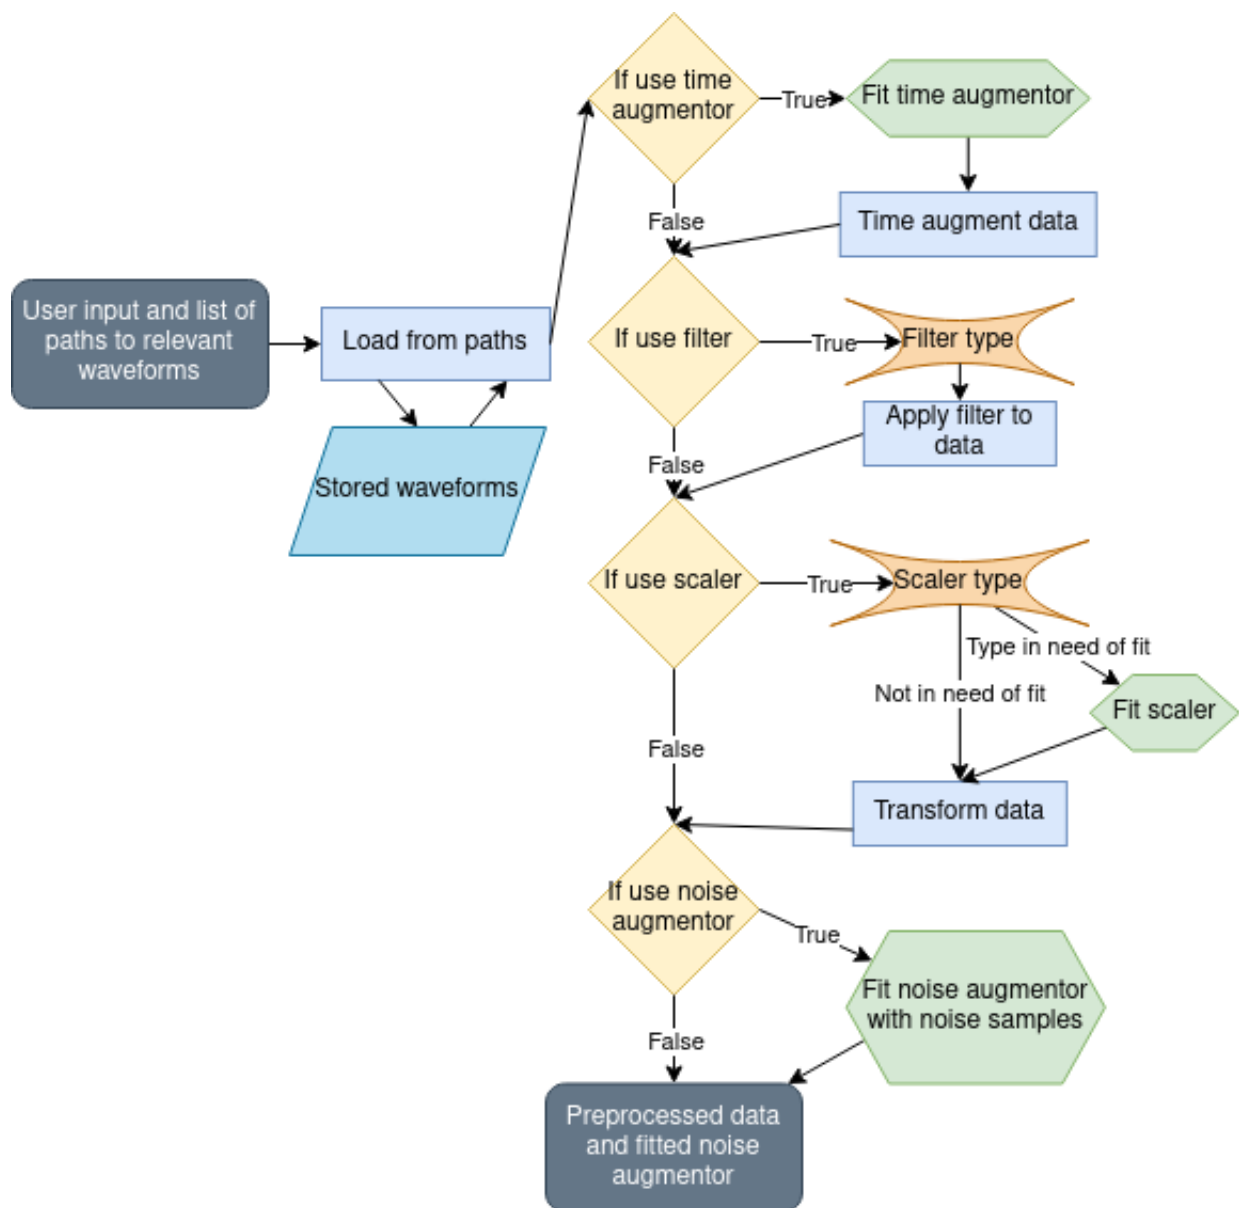 If use time
augmentor
True
Fit time augmentor
False
Time augment data
User input and list of
paths to relevant
waveforms
Load from paths
If use filter
True
Filter type
Apply filter to
data
False
Stored waveforms
If use scaler
True
Scaler type
Type in need of fit
Not in need of fit
Fit scaler
False
Transform data
If use noise
augmentor
True
Fit noise augmentor
with noise samples
False
Preprocessed data
and fitted noise
augmentor